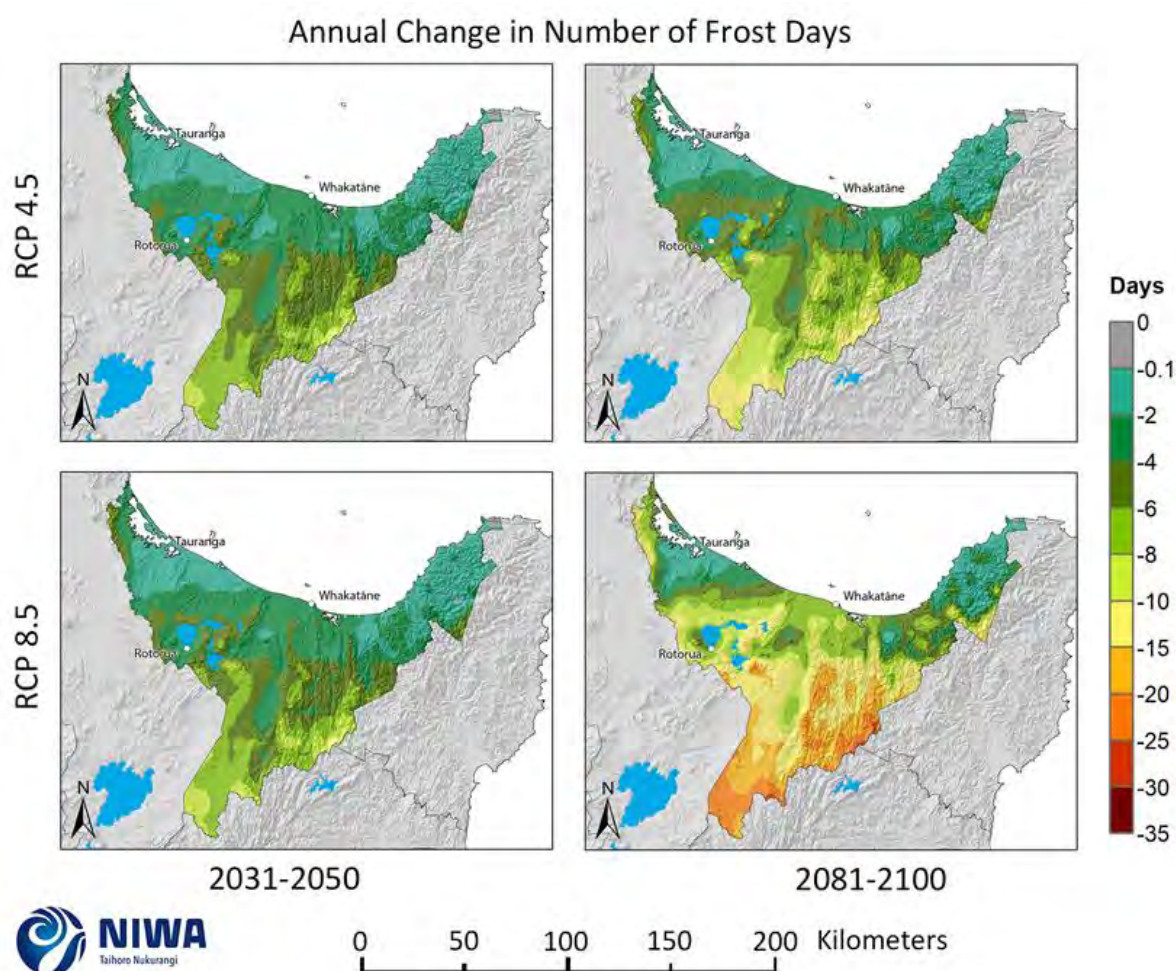 Annual Change in Number of Frost Days
RCP 4.5
Tauranga
Whakatāne
Rotorua
N
Tauranga
Whakatāne
Rotorua
N
RCP 8.5
Tauranga
Whakatāne
Rotorua
N
Tauranga
Whakatāne
Rotorua
N
Days
0
-0.1
-2
-4
-6
-8
-10
-15
-20
-25
-30
-35
2031-2050
2081-2100
NIWA
Taihoro Nukurangi
0 50 100 150 200 Kilometers